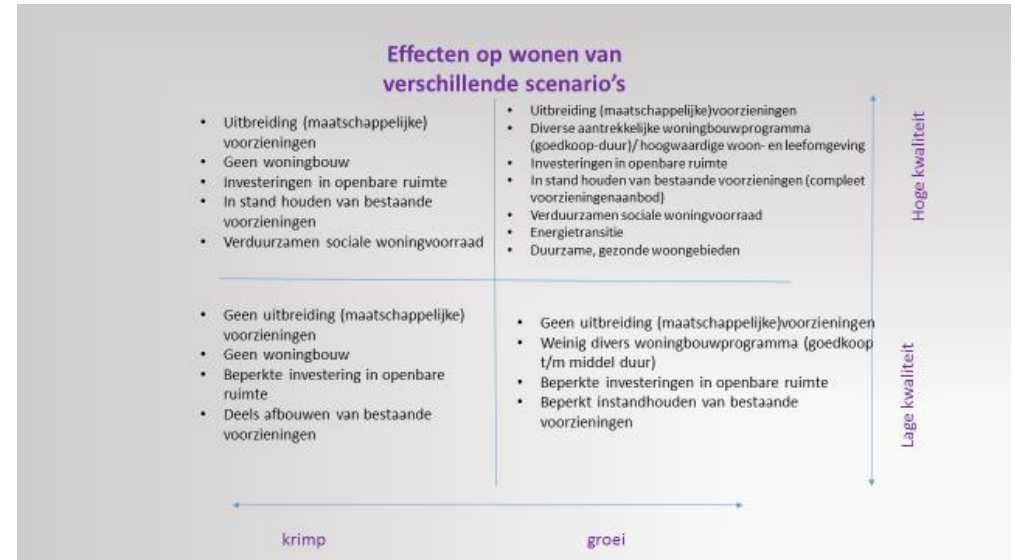 Effecten op wonen van
verschillende scenario's
• Uitbreiding (maatschappelijke)
voorzieningen
• Geen woningbouw
• Investeringen in openbare ruimte
• In stand houden van bestaande
voorzieningen
• Verduurzamen sociale woningvoorraad
• Uitbreiding (maatschappelijke)voorzieningen
• Diverse aantrekkelijke woningbouwprogramma
(goedkoop-duur)/ hoogwaardige woon- en leefomgeving
• Investeringen in openbare ruimte
• In stand houden van bestaande voorzieningen (compleet
voorzieningenaanbod)
• Verduurzamen sociale woningvoorraad
• Energietransitie
• Duurzame, gezonde woongebieden
Hoge kwaliteit
• Geen uitbreiding (maatschappelijke)
voorzieningen
• Geen woningbouw
• Beperkte investering in openbare
ruimte
• Deels afbouwen van bestaande
voorzieningen
• Geen uitbreiding (maatschappelijke)voorzieningen
• Weinig divers woningbouwprogramma (goedkoop
t/m middel duur)
• Beperkte investeringen in openbare ruimte
• Beperkt instandhouden van bestaande
voorzieningen
Lage kwaliteit
krimp
groei